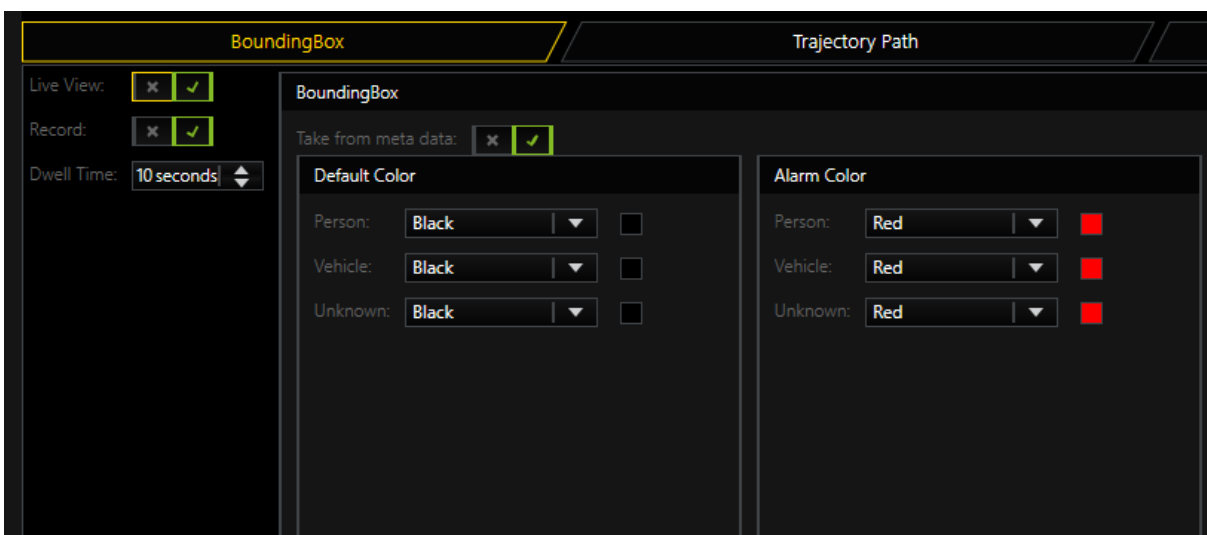 BoundingBox
Trajectory Path
Live View:
Record:
Dwell Time: 10 seconds
BoundingBox
Take from meta data:
Default Color
Person: Black
Vehicle: Black
Unknown: Black
Alarm Color
Person: Red
Vehicle: Red
Unknown: Red